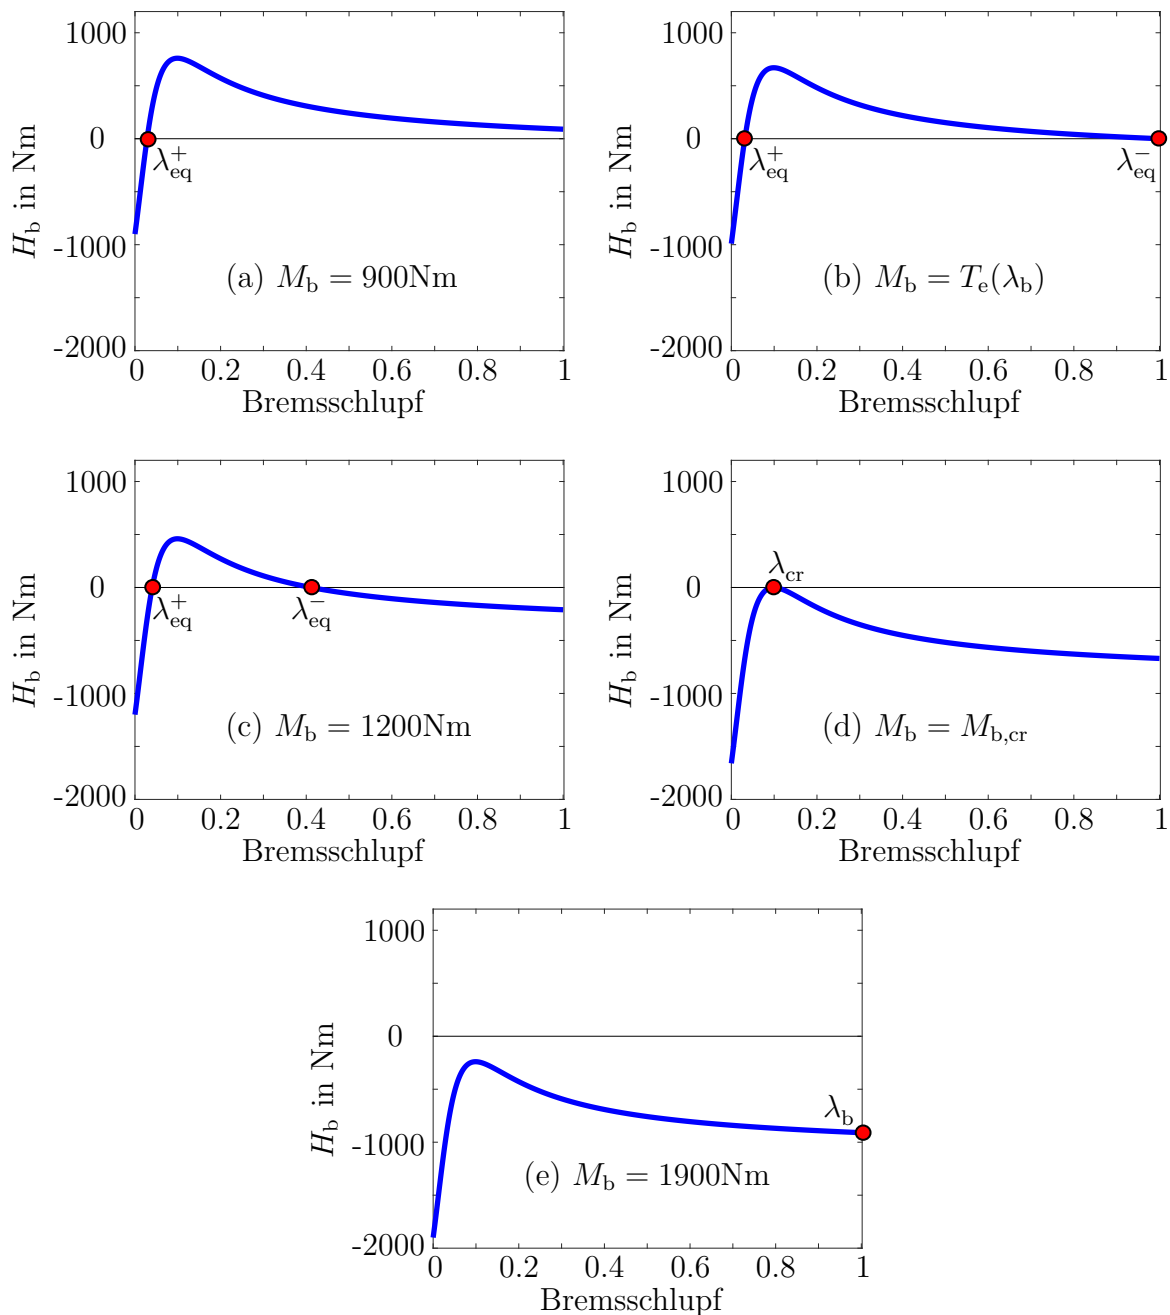 1000
0
-1000
-2000
H_b in Nm
λ_eq^+
(a) M_b = 900Nm
0 0.2 0.4 0.6 0.8 1
Bremsschlupf
1000
0
-1000
-2000
H_b in Nm
λ_eq^+ λ_eq^-
(b) M_b = T_e(λ_b)
0 0.2 0.4 0.6 0.8 1
Bremsschlupf
1000
0
-1000
-2000
H_b in Nm
λ_eq^+ λ_eq^-
(c) M_b = 1200Nm
0 0.2 0.4 0.6 0.8 1
Bremsschlupf
1000
0
-1000
-2000
H_b in Nm
λ_cr
(d) M_b = M_b,cr
0 0.2 0.4 0.6 0.8 1
Bremsschlupf
1000
0
-1000
-2000
H_b in Nm
λ_b
(e) M_b = 1900Nm
0 0.2 0.4 0.6 0.8 1
Bremsschlupf